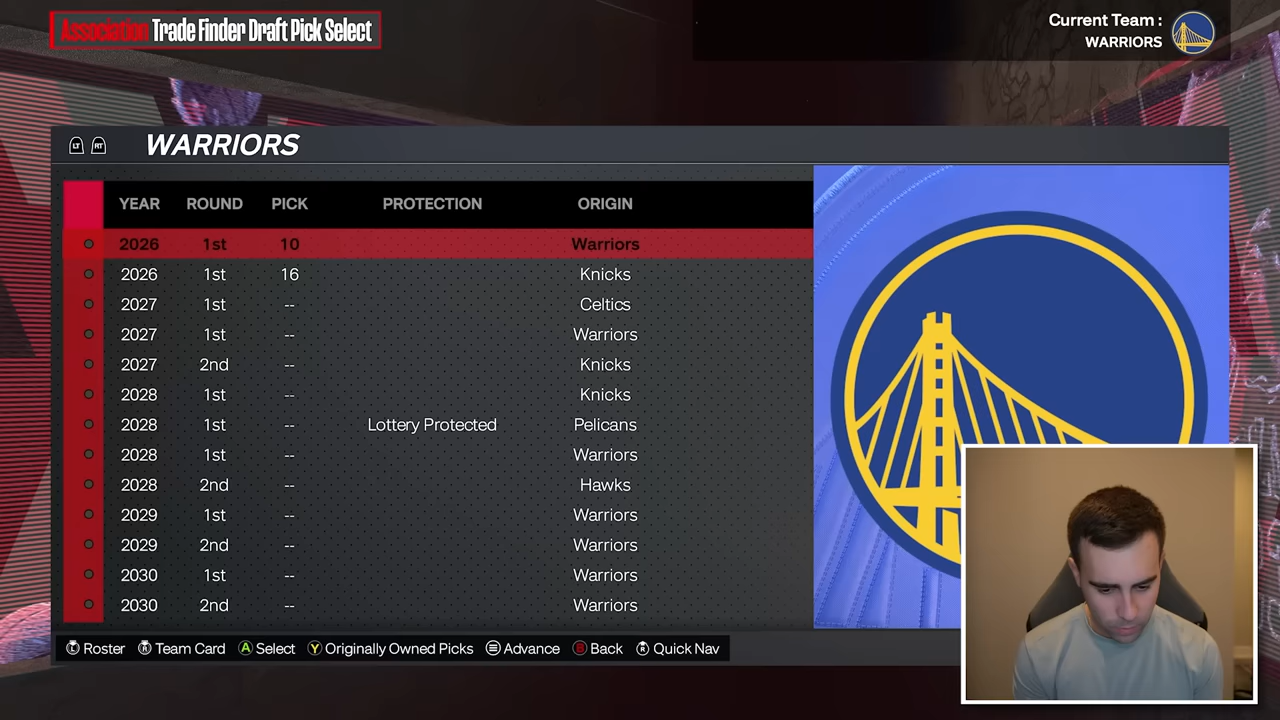 Association Trade Finder Draft Pick Select
Current Team :
WARRIORS
LT RT WARRIORS
YEAR ROUND PICK PROTECTION ORIGIN
2026 1st 10 Warriors
2026 1st 16 Knicks
2027 1st -- Celtics
2027 1st -- Warriors
2027 2nd -- Knicks
2028 1st -- Knicks
2028 1st -- Lottery Protected Pelicans
2028 1st -- Warriors
2028 2nd -- Hawks
2029 1st -- Warriors
2029 2nd -- Warriors
2030 1st -- Warriors
2030 2nd -- Warriors
L Roster R Team Card A Select Y Originally Owned Picks Advance B Back R Quick Nav